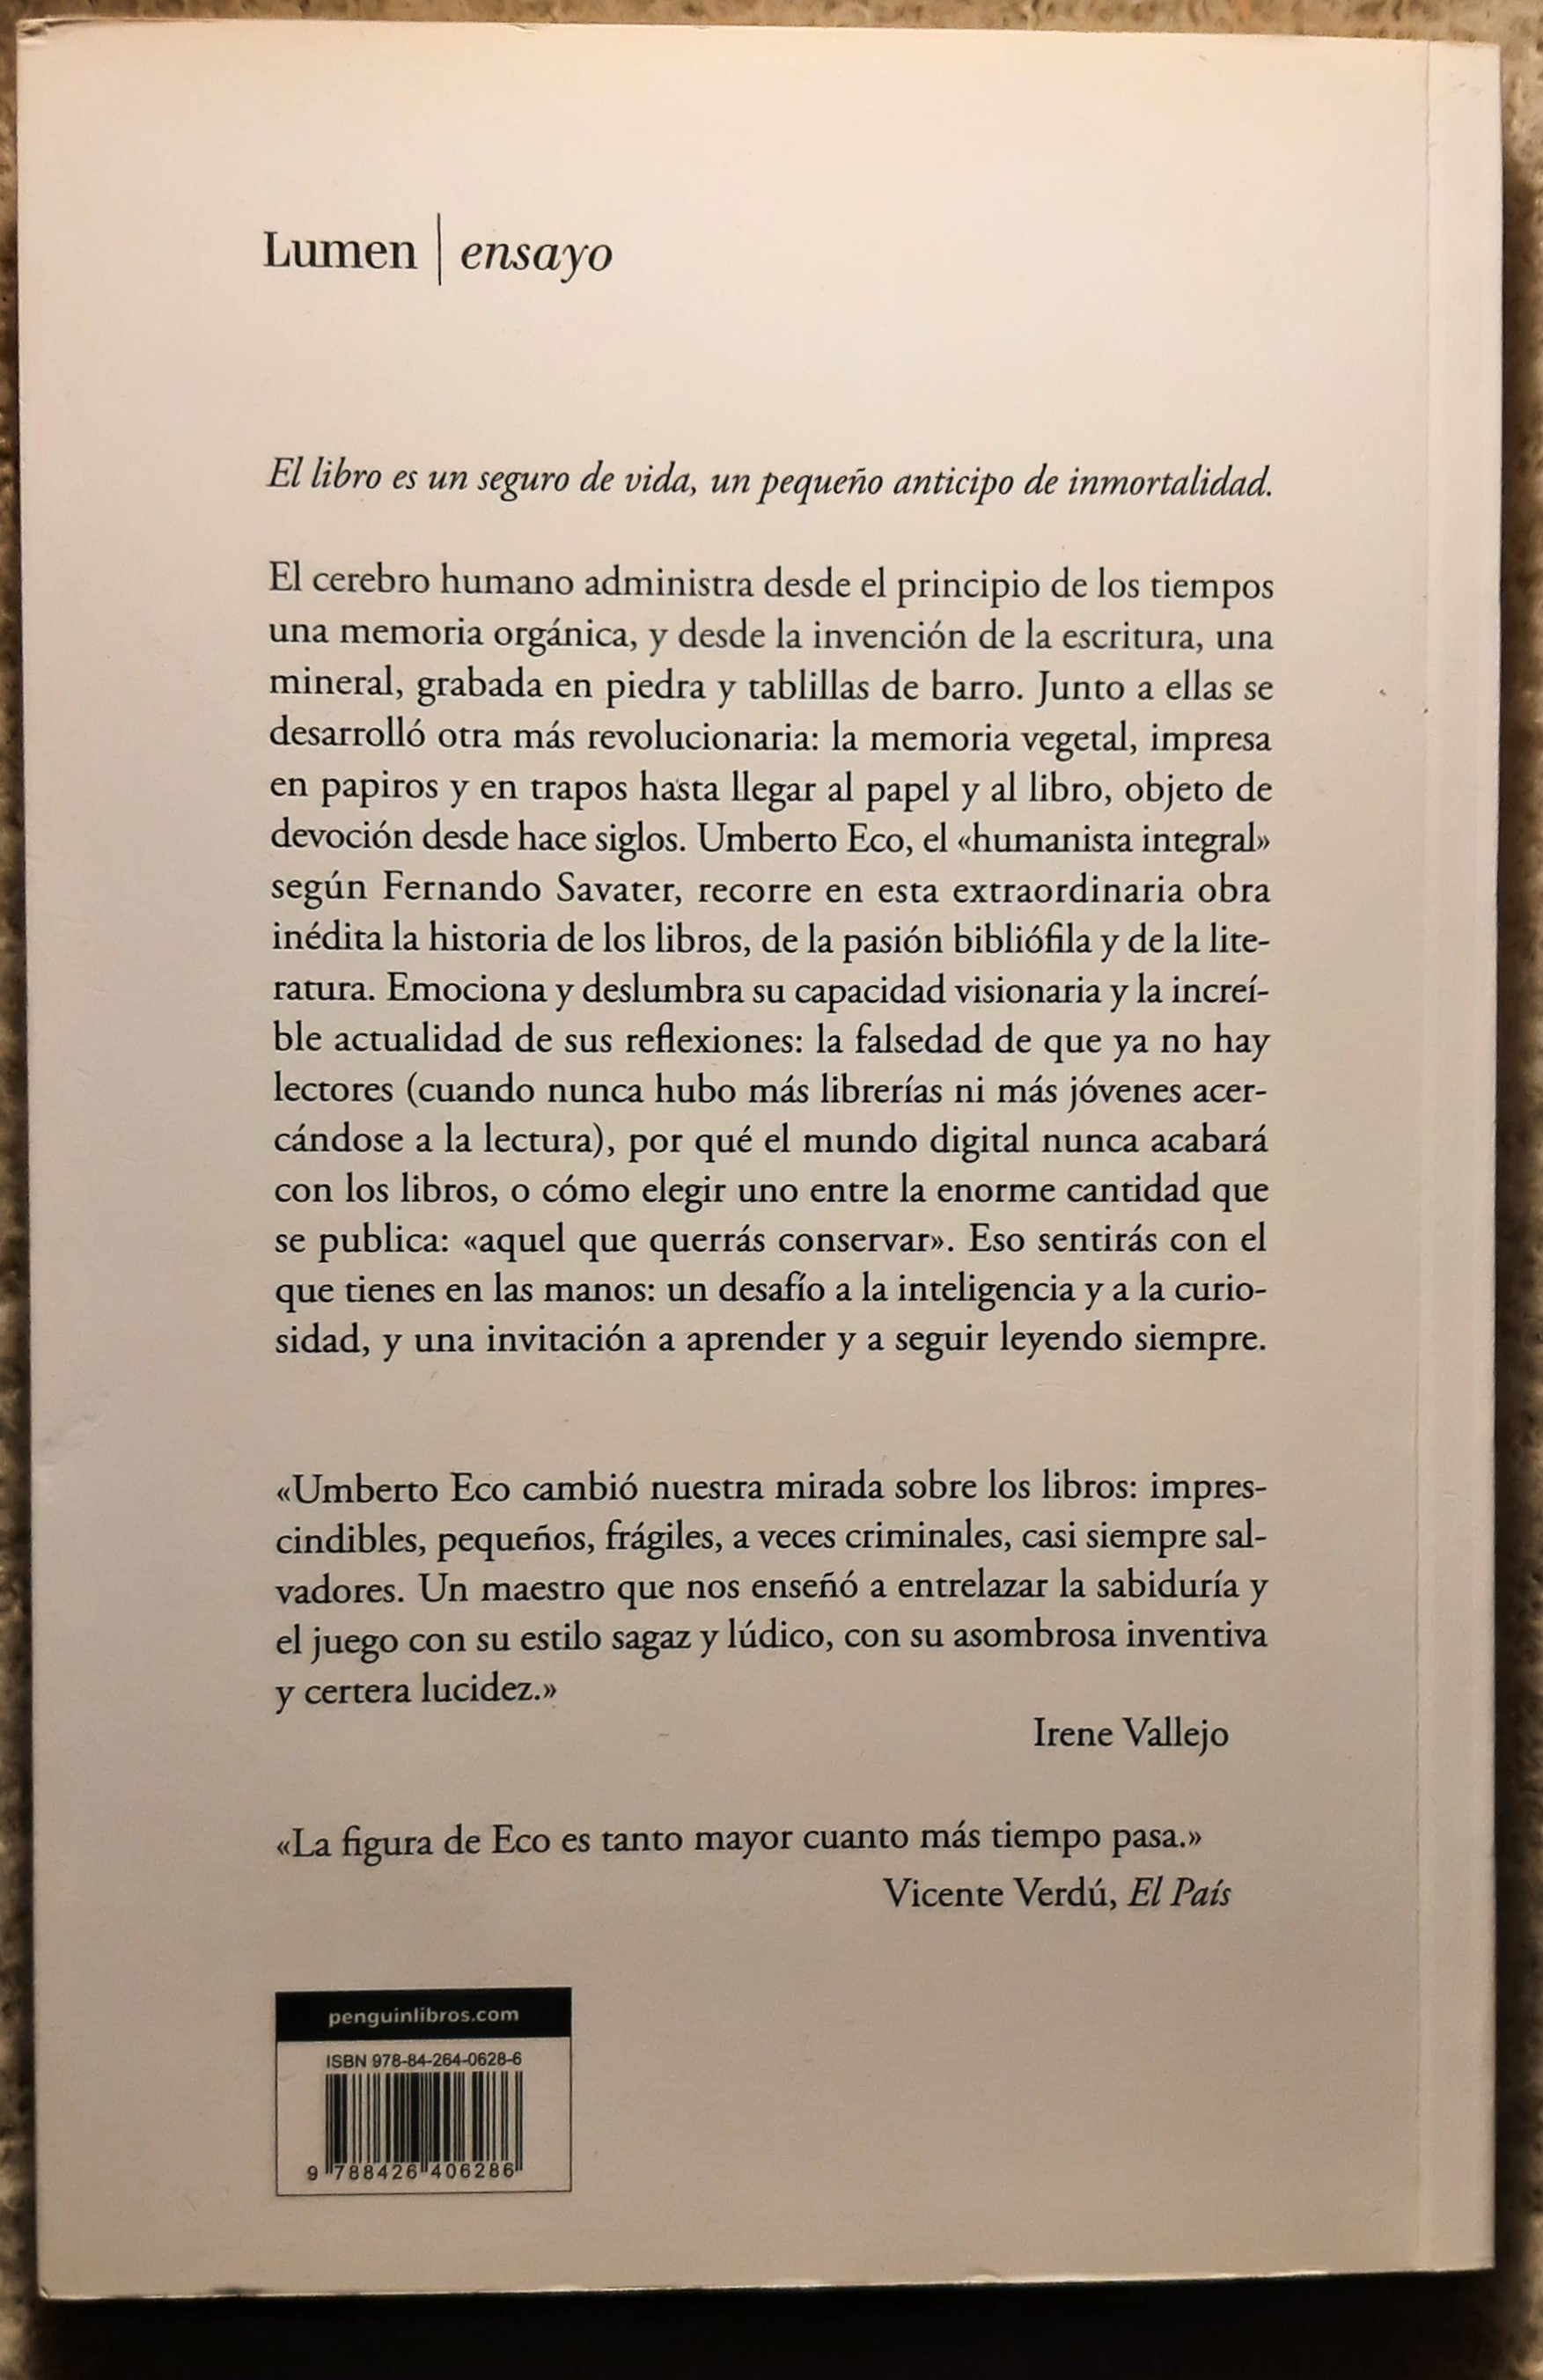 Lumen | ensayo
El libro es un seguro de vida, un pequeño anticipo de inmortalidad.
El cerebro humano administra desde el principio de los tiempos
una memoria orgánica, y desde la invención de la escritura, una
mineral, grabada en piedra y tablillas de barro. Junto a ellas se
desarrolló otra más revolucionaria: la memoria vegetal, impresa
en papiros y en trapos hasta llegar al papel y al libro, objeto de
devoción desde hace siglos. Umberto Eco, el «humanista integral»
según Fernando Savater, recorre en esta extraordinaria obra
inédita la historia de los libros, de la pasión bibliófila y de la lite-
ratura. Emociona y deslumbra su capacidad visionaria y la increí-
ble actualidad de sus reflexiones: la falsedad de que ya no hay
lectores (cuando nunca hubo más librerías ni más jóvenes acer-
cándose a la lectura), por qué el mundo digital nunca acabará
con los libros, o cómo elegir uno entre la enorme cantidad que
se publica: «aquel que querrás conservar». Eso sentirás con el
que tienes en las manos: un desafío a la inteligencia y a la curio-
sidad, y una invitación a aprender y a seguir leyendo siempre.
«Umberto Eco cambió nuestra mirada sobre los libros: impres-
cindibles, pequeños, frágiles, a veces criminales, casi siempre sal-
vadores. Un maestro que nos enseñó a entrelazar la sabiduría y
el juego con su estilo sagaz y lúdico, con su asombrosa inventiva
y certera lucidez.»
Irene Vallejo
«La figura de Eco es tanto mayor cuanto más tiempo pasa.»
Vicente Verdú, El País
penguinlibros.com
ISBN 978-84-264-0628-6
9 788426 406286